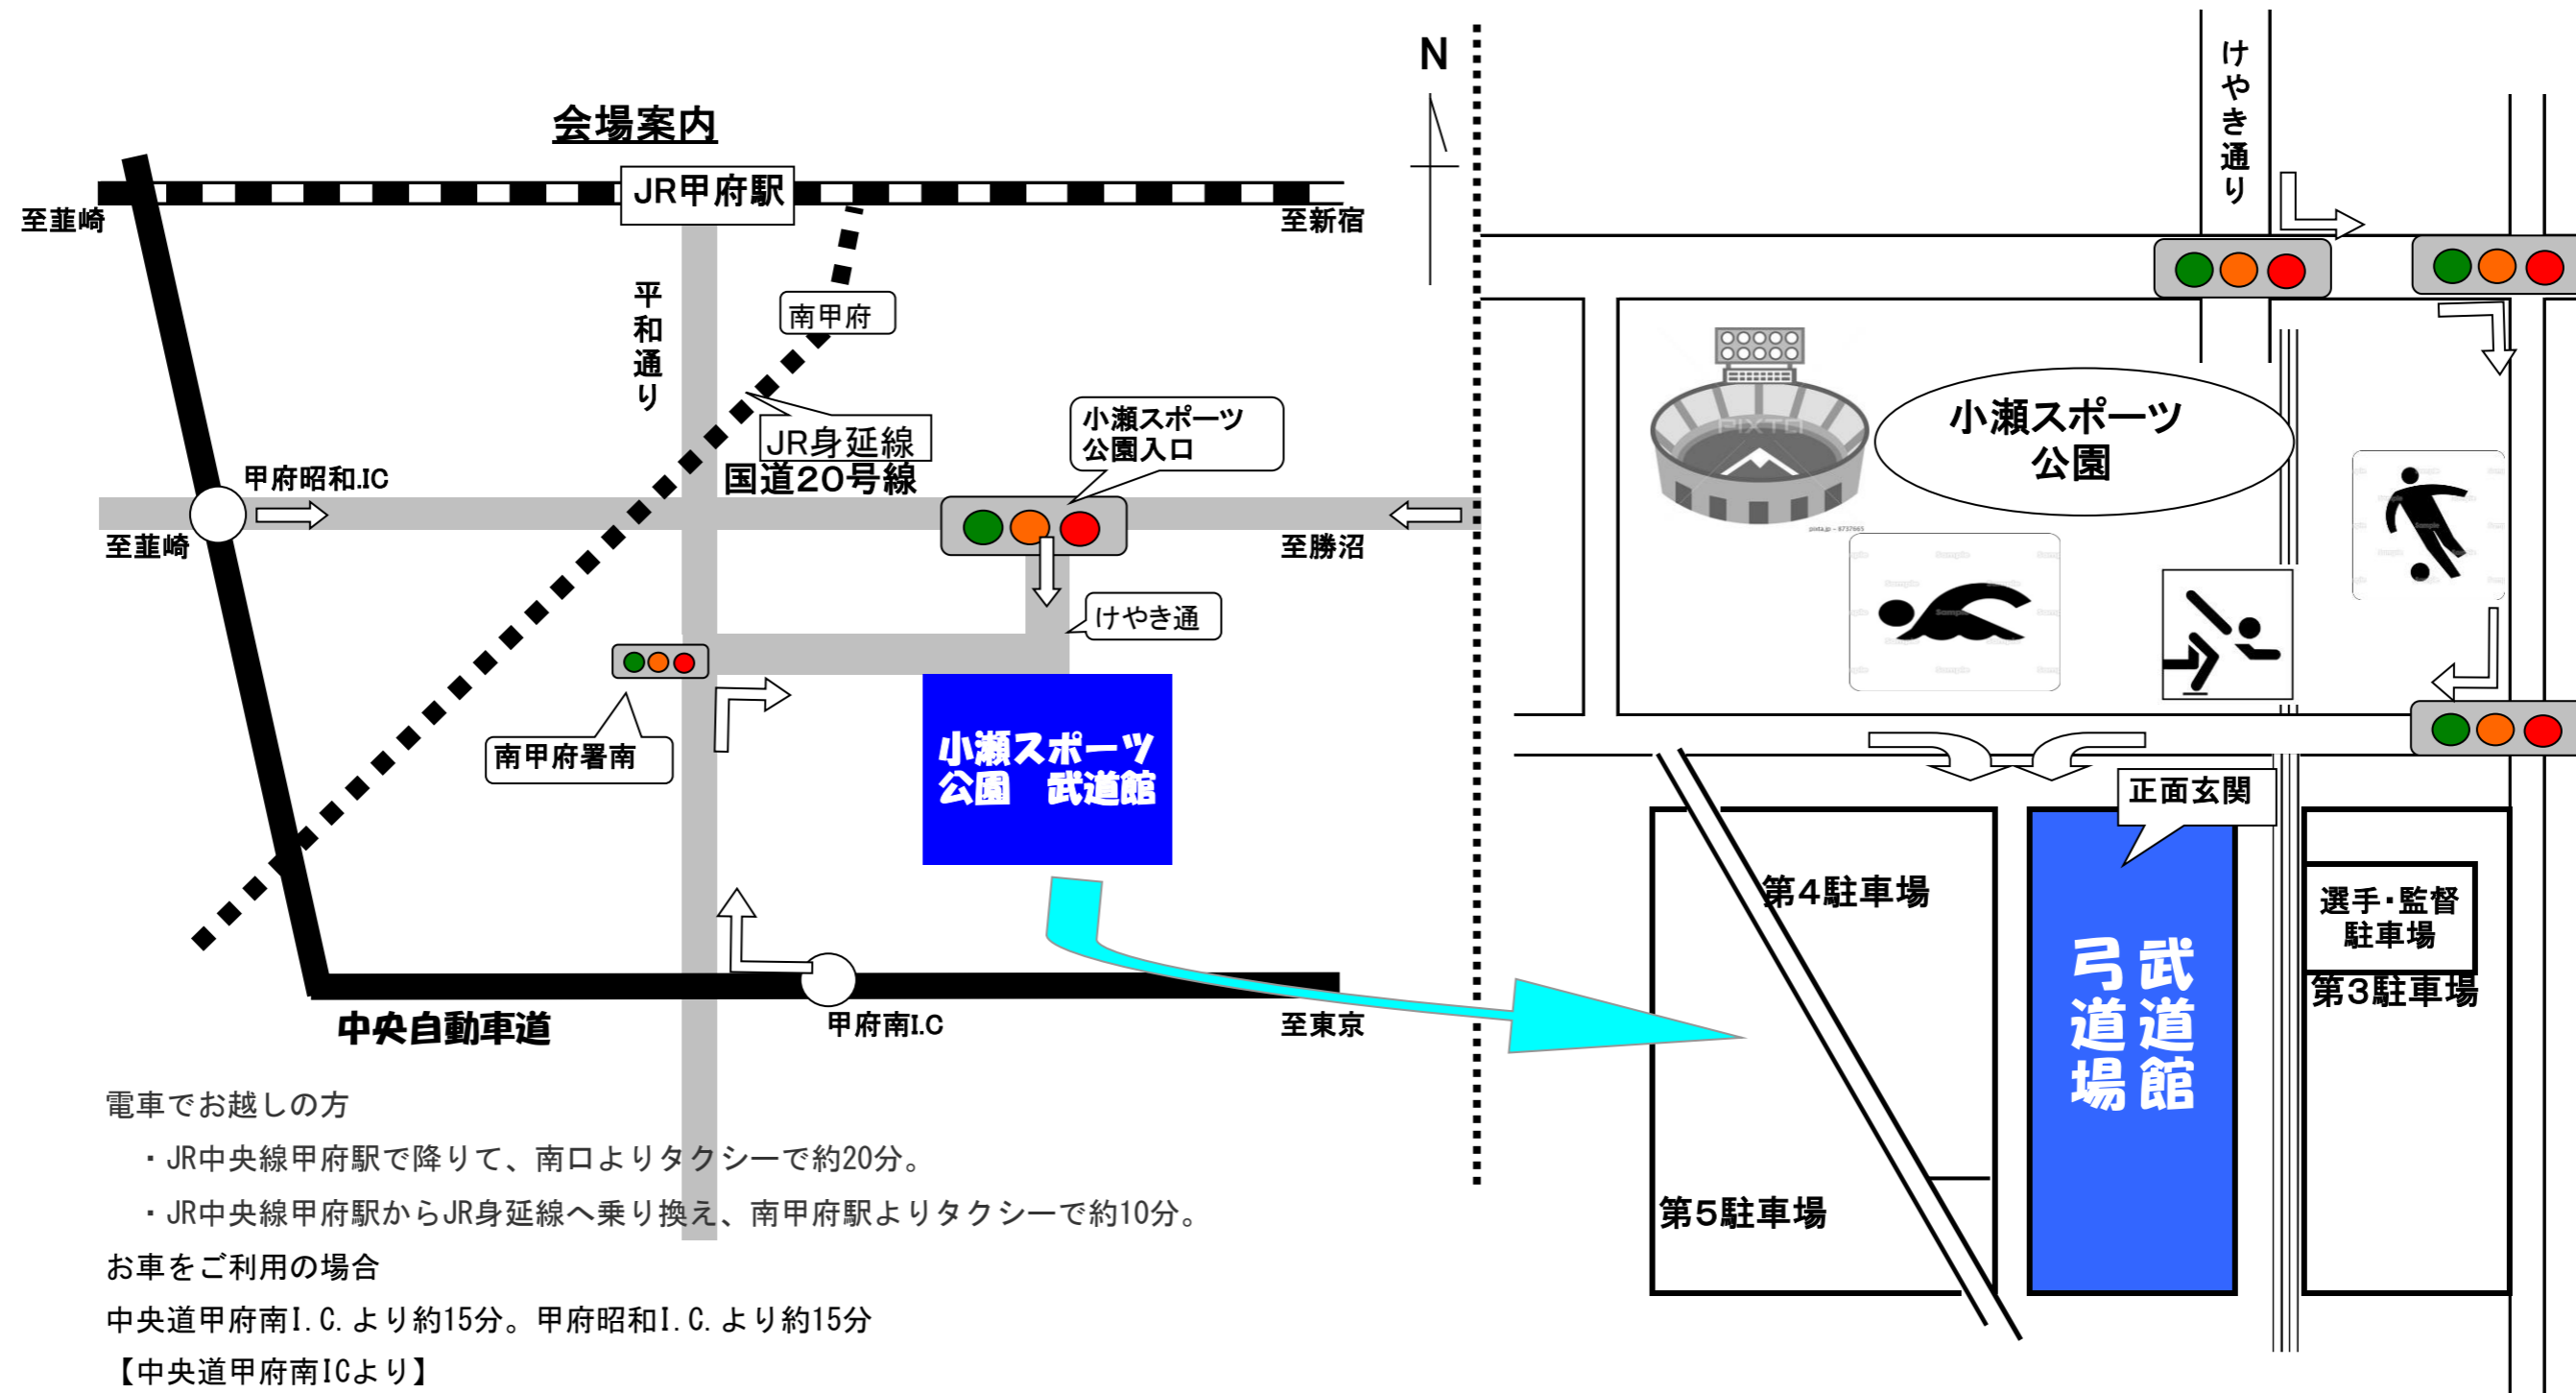 会場案内
N
JR甲府駅
至韮崎
至新宿
平和通り
南甲府
JR身延線
国道20号線
小瀬スポーツ
公園入口
甲府昭和.IC
至韮崎
至勝沼
けやき通
南甲府署南
小瀬スポーツ
公園　武道館
中央自動車道
甲府南I.C
至東京
電車でお越しの方
・JR中央線甲府駅で降りて、南口よりタクシーで約20分。
・JR中央線甲府駅からJR身延線へ乗り換え、南甲府駅よりタクシーで約10分。
お車をご利用の場合
中央道甲府南I.C.より約15分。甲府昭和I.C.より約15分
【中央道甲府南ICより】
けやき通り
小瀬スポーツ
公園
PIXTA
pixta.jp - 8737665
正面玄関
第4駐車場
第5駐車場
武道館
弓道場
選手・監督
駐車場
第3駐車場